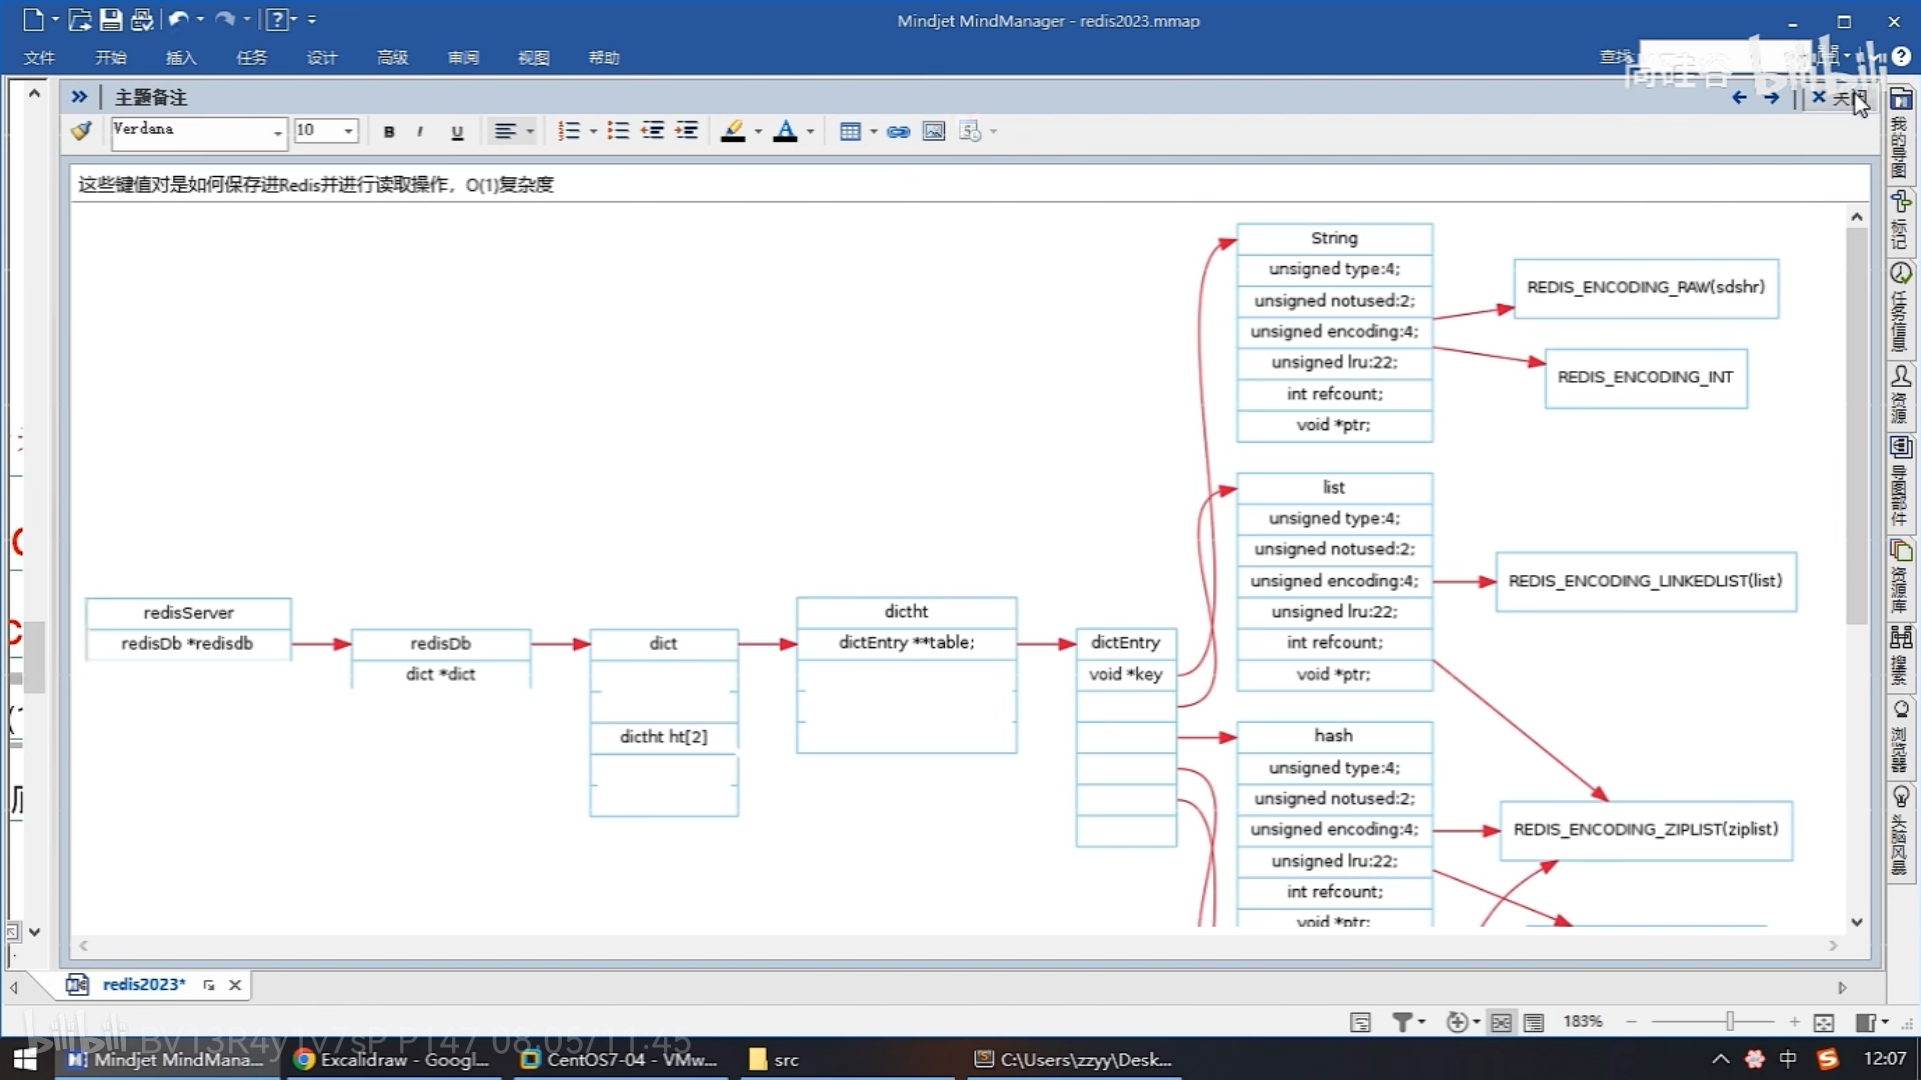 Mindjet MindManager - redis2023.mmap
文件 开始 插入 任务 设计 高级 审阅 视图 帮助 查找
尚硅谷 bilibili
主题备注
Verdana 10 B I U
这些键值对是如何保存进Redis并进行读取操作，O(1)复杂度
redisServer
redisDb *redisdb
redisDb
dict *dict
dict
dictht ht[2]
dictht
dictEntry **table;
dictEntry
void *key
String
unsigned type:4;
unsigned notused:2;
unsigned encoding:4;
unsigned lru:22;
int refcount;
void *ptr;
REDIS_ENCODING_RAW(sdshr)
REDIS_ENCODING_INT
list
unsigned type:4;
unsigned notused:2;
unsigned encoding:4;
unsigned lru:22;
int refcount;
void *ptr;
REDIS_ENCODING_LINKEDLIST(list)
hash
unsigned type:4;
unsigned notused:2;
unsigned encoding:4;
unsigned lru:22;
int refcount;
void *ptr;
REDIS_ENCODING_ZIPLIST(ziplist)
我的导图
标记
任务信息
资源
导图部件
资源库
搜索
浏览器
头脑风暴
redis2023*
183%
bilibili BV13R4y1v7sP P147 08:05/11:45
Mindjet MindMana...
Excalidraw - Googl...
CentOS7-04 - VMw...
src
C:\Users\zzyy\Desk...
中
12:07